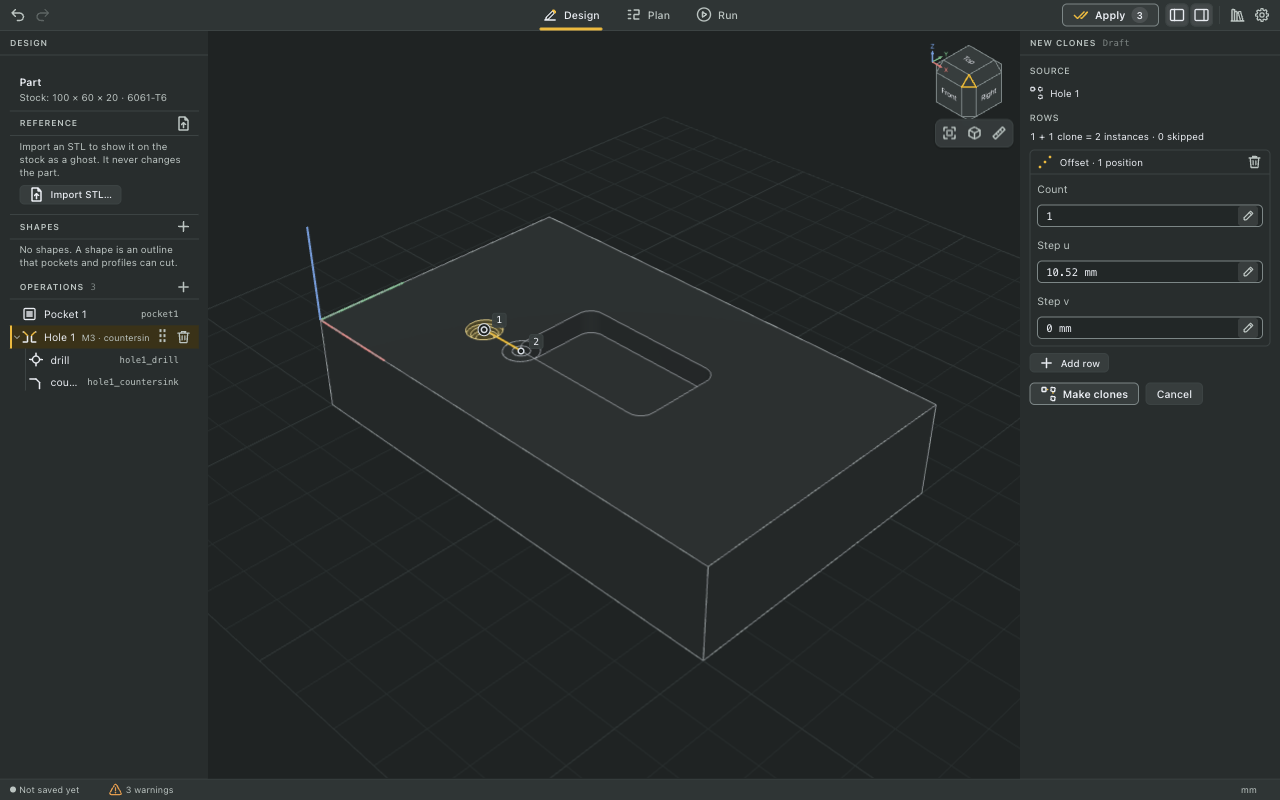 Design
Plan
Run
Apply 3
DESIGN
Part
Stock: 100 × 60 × 20 · 6061-T6
REFERENCE
Import an STL to show it on the
stock as a ghost. It never changes
the part.
Import STL...
SHAPES
No shapes. A shape is an outline
that pockets and profiles can cut.
OPERATIONS 3
Pocket 1 pocket1
Hole 1 M3 · countersin
drill hole1_drill
cou... hole1_countersink
1
2
Z
Y
X
Top
Front
Right
NEW CLONES Draft
SOURCE
Hole 1
ROWS
1 + 1 clone = 2 instances · 0 skipped
Offset · 1 position
Count
1
Step u
10.52 mm
Step v
0 mm
Add row
Make clones
Cancel
Not saved yet
3 warnings
mm